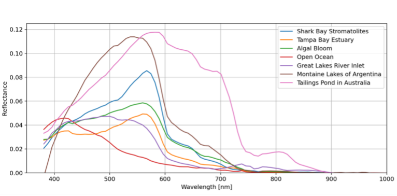 0.12
0.10
0.08
0.06
0.04
0.02
0.00
Reflectance
400
500
600
700
800
900
1000
Wavelength [nm]
Shark Bay Stromatolites
Tampa Bay Estuary
Algal Bloom
Open Ocean
Great Lakes River Inlet
Montaine Lakes of Argentina
Tailings Pond in Australia